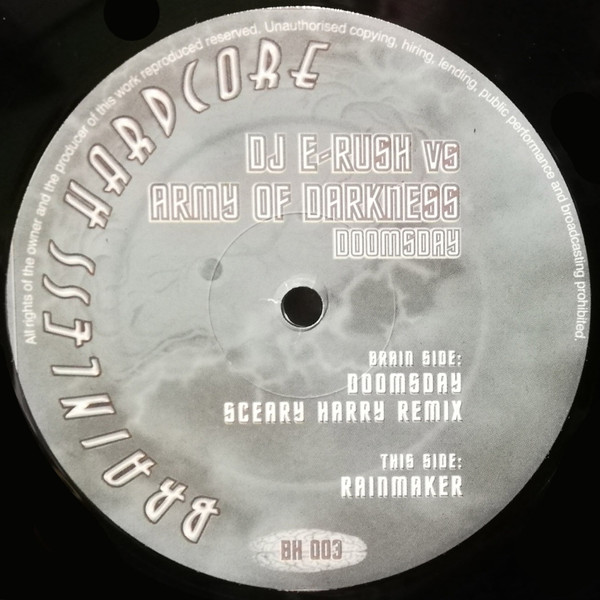 All rights of the owner and the producer of this work reproduced reserved. Unauthorised copying, hiring, lending, public performance and broadcasting prohibited.
BRAINLESS HARDCORE
DJ E-RUSH VS
ARMY OF DARKNESS
DOOMSDAY
BRAIN SIDE:
DOOMSDAY
SCEARY HARRY REMIX
THIS SIDE:
RAINMAKER
BH 003